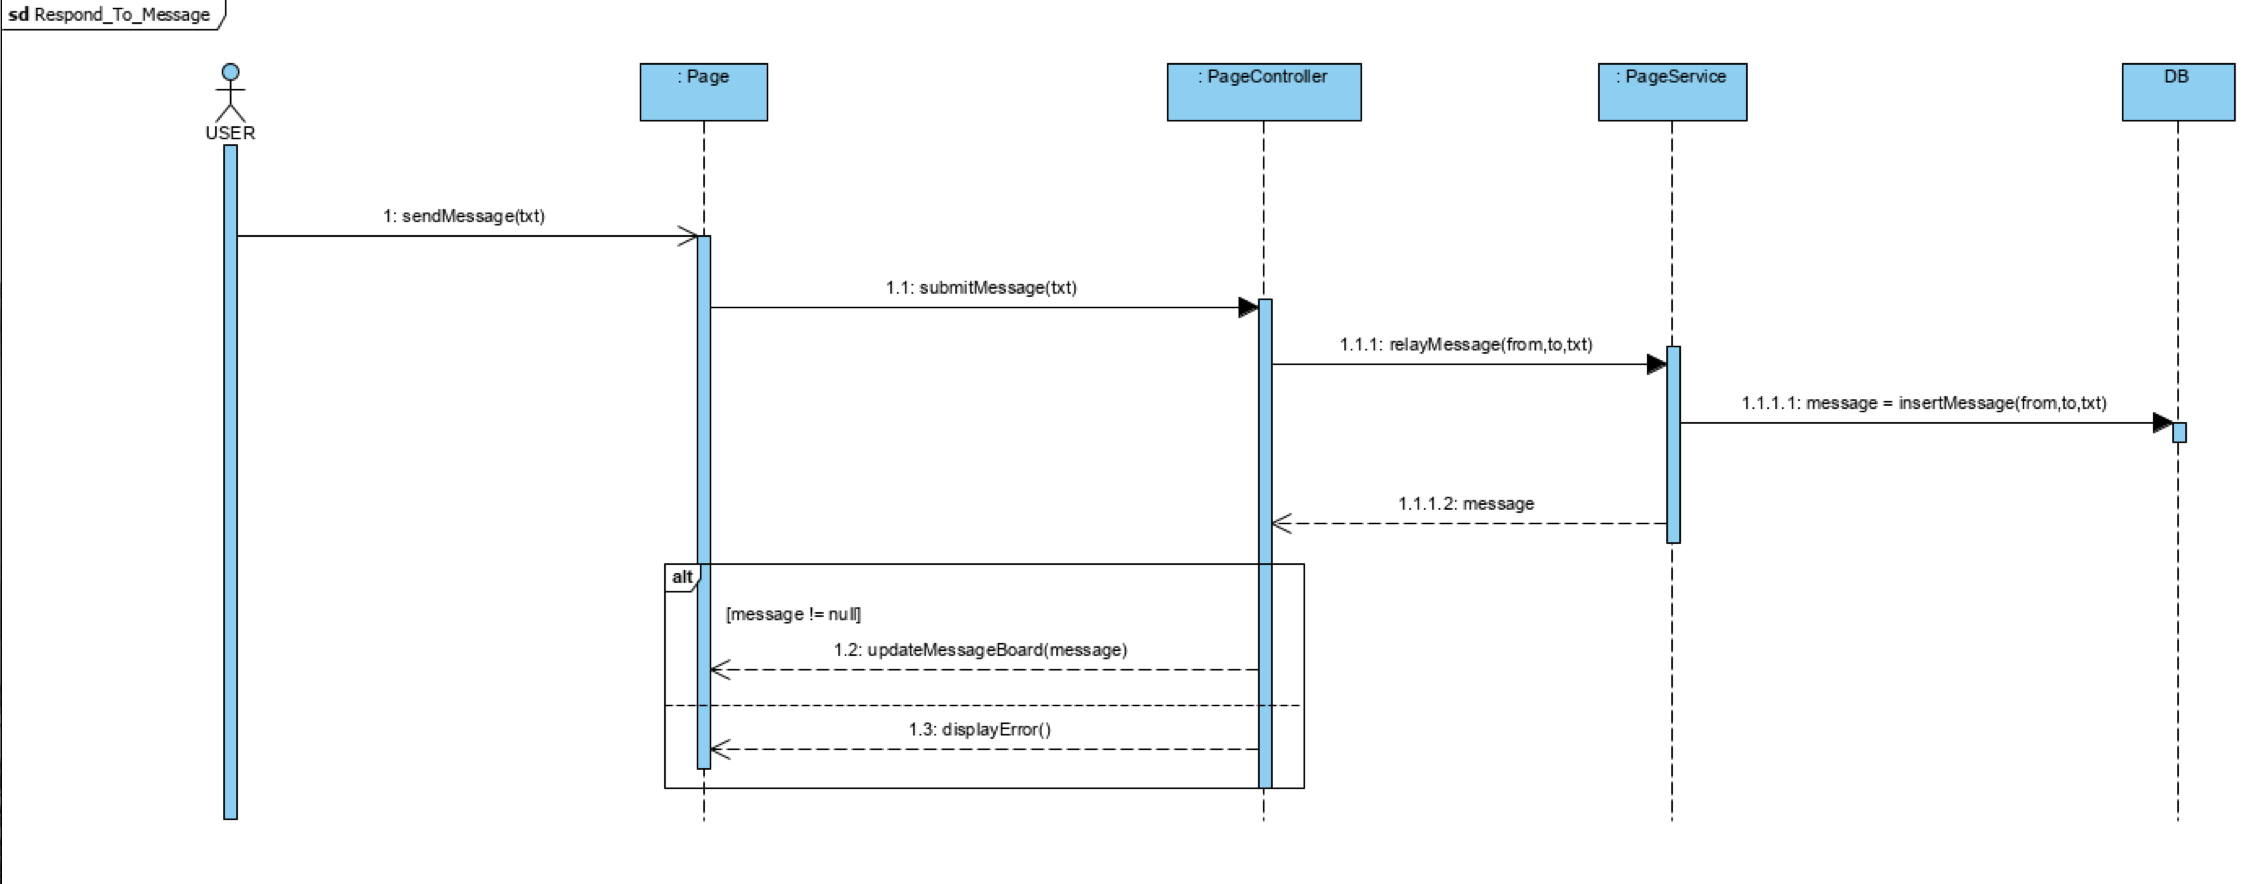 sd Respond_To_Message
: Page
: PageController
: PageService
DB
USER
1: sendMessage(txt)
1.1: submitMessage(txt)
1.1.1: relayMessage(from,to,txt)
1.1.1.1: message = insertMessage(from,to,txt)
1.1.1.2: message
alt
[message != null]
1.2: updateMessageBoard(message)
1.3: displayError()